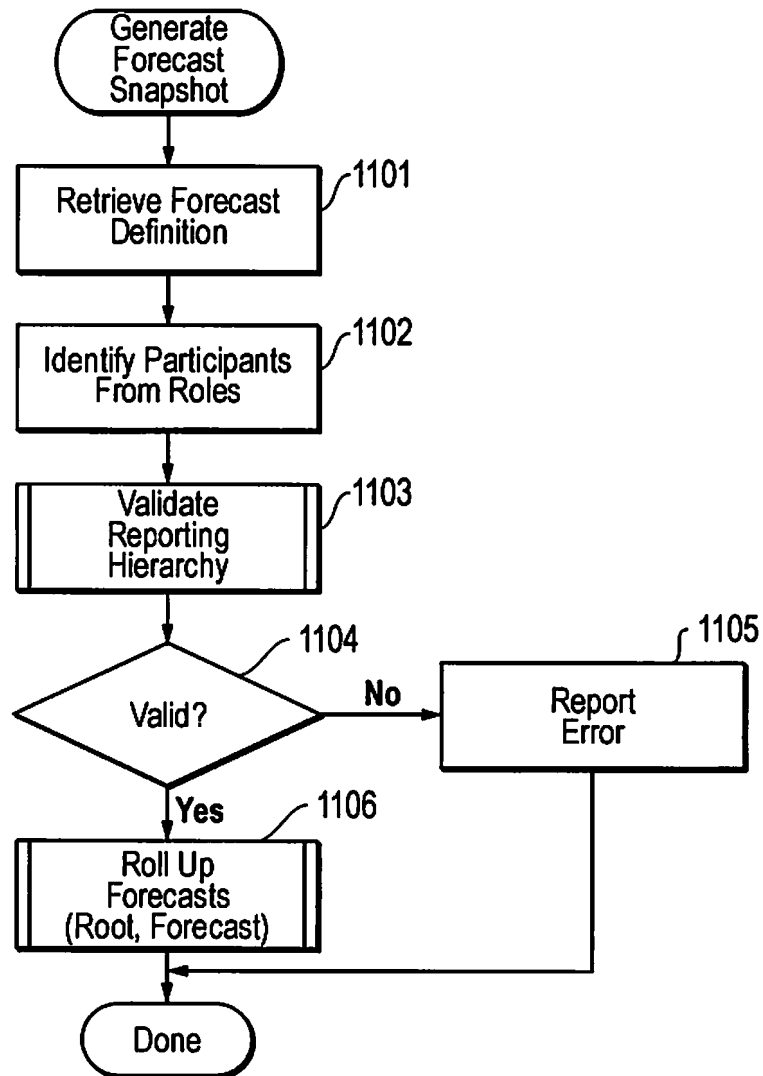 Generate
Forecast
Snapshot
1101
Retrieve Forecast
Definition
1102
Identify Participants
From Roles
1103
Validate
Reporting
Hierarchy
1104
Valid?
No
1105
Report
Error
Yes
1106
Roll Up
Forecasts
(Root, Forecast)
Done